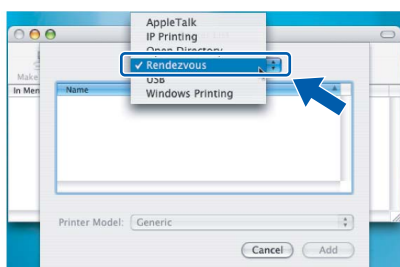 AppleTalk
IP Printing
Open Directory
✓ Rendezvous
USB
Windows Printing
Make
In Men
Name
Printer Model: Generic
Cancel Add